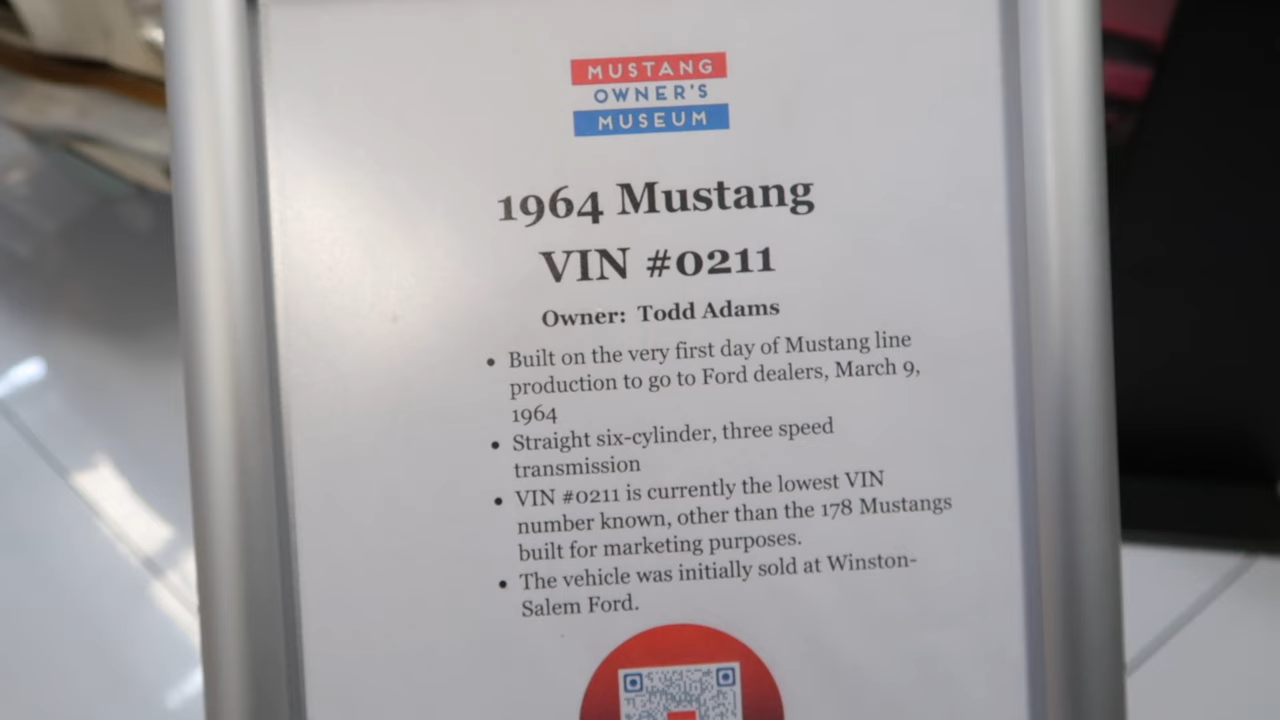 MUSTANG
OWNER'S
MUSEUM
1964 Mustang
VIN #0211
Owner: Todd Adams
• Built on the very first day of Mustang line
production to go to Ford dealers, March 9,
1964
• Straight six-cylinder, three speed
transmission
• VIN #0211 is currently the lowest VIN
number known, other than the 178 Mustangs
built for marketing purposes.
• The vehicle was initially sold at Winston-
Salem Ford.